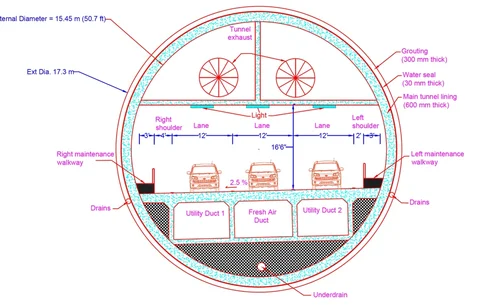 ternal Diameter = 15.45 m (50.7 ft)
Tunnel
exhaust
Grouting
(300 mm thick)
Ext Dia. 17.3 m
Water seal
(30 mm thick)
Main tunnel lining
(600 mm thick)
Right
shoulder
Light
Lane
Lane
Lane
Left
shoulder
3'
4'
12'
12'
12'
2'
3'
16'6"
Right maintenance
walkway
Left maintenance
walkway
2.5 %
Drains
Drains
Utility Duct 1
Fresh Air
Duct
Utility Duct 2
Underdrain